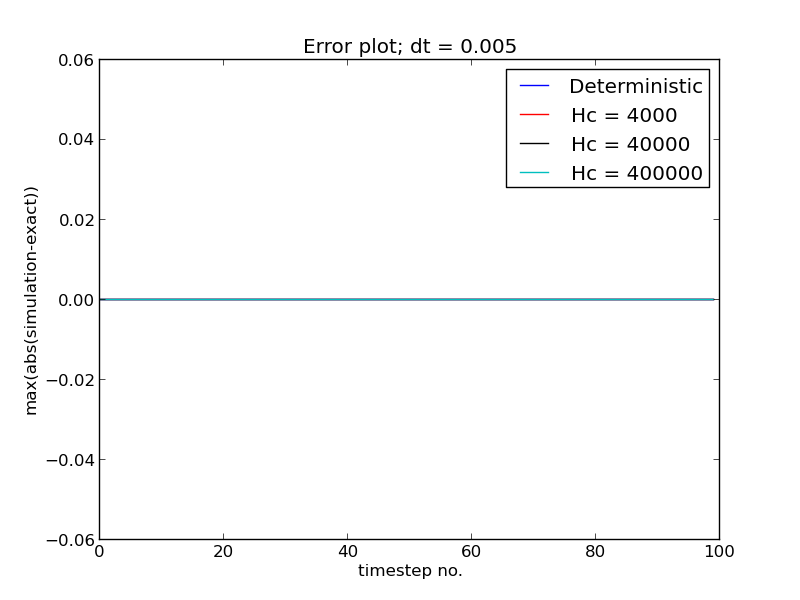 Error plot; dt = 0.005
Deterministic
Hc = 4000
Hc = 40000
Hc = 400000
max(abs(simulation-exact))
0.06
0.04
0.02
0.00
−0.02
−0.04
−0.06
0 20 40 60 80 100
timestep no.